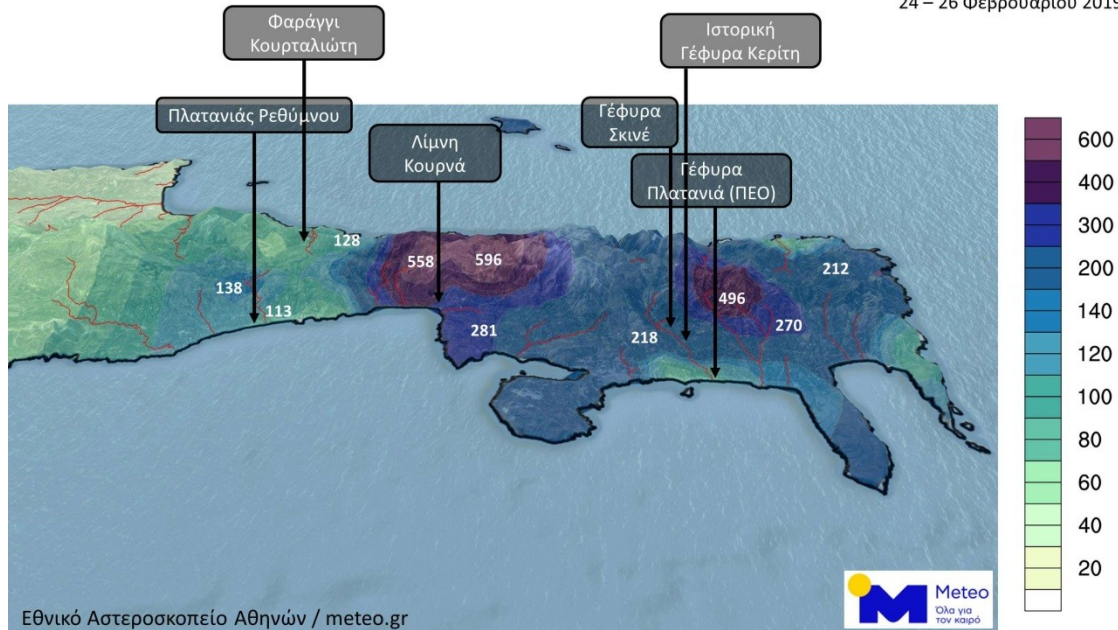 24 – 26 Φεβρουαρίου 2019
Φαράγγι
Κουρταλιώτη
Ιστορική
Γέφυρα Κερίτη
Πλατανιάς Ρεθύμνου
Γέφυρα
Σκινέ
Λίμνη
Κουρνά
Γέφυρα
Πλατανιά (ΠΕΟ)
128
558
596
212
138
496
113
281
218
270
600
400
300
200
140
120
100
80
60
40
20
Εθνικό Αστεροσκοπείο Αθηνών / meteo.gr
Meteo
Όλα για
τον καιρό